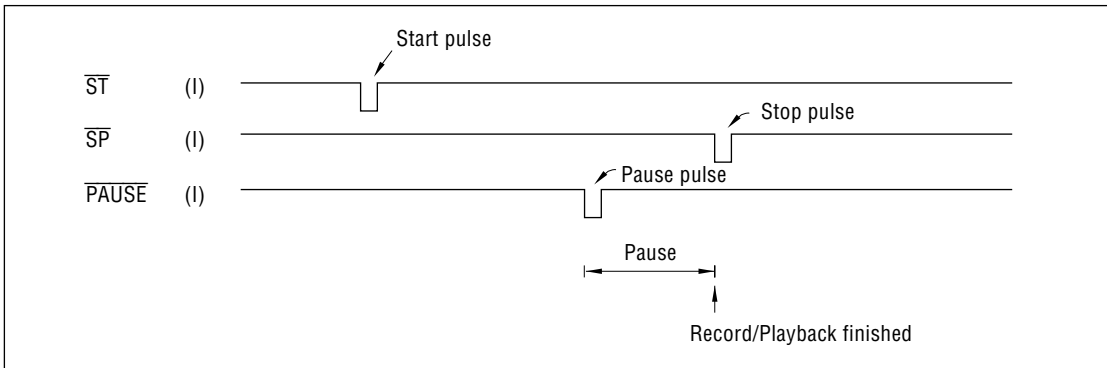 Start pulse
ST (I)
Stop pulse
SP (I)
Pause pulse
PAUSE (I)
Pause
Record/Playback finished